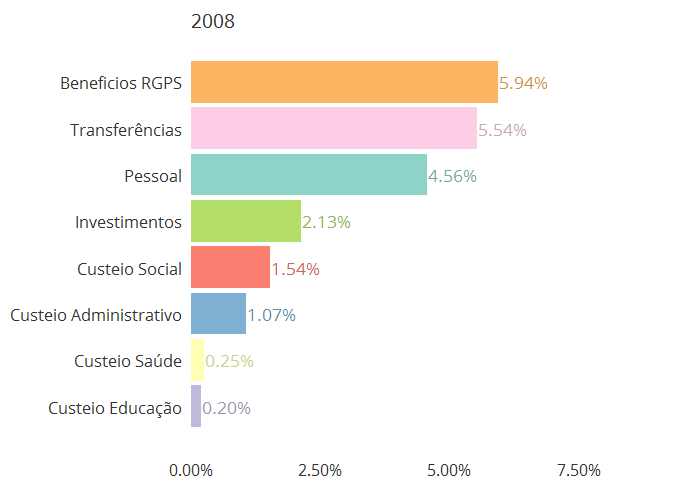 2008
Beneficios RGPS 5.94%
Transferências 5.54%
Pessoal 4.56%
Investimentos 2.13%
Custeio Social 1.54%
Custeio Administrativo 1.07%
Custeio Saúde 0.25%
Custeio Educação 0.20%
0.00% 2.50% 5.00% 7.50%